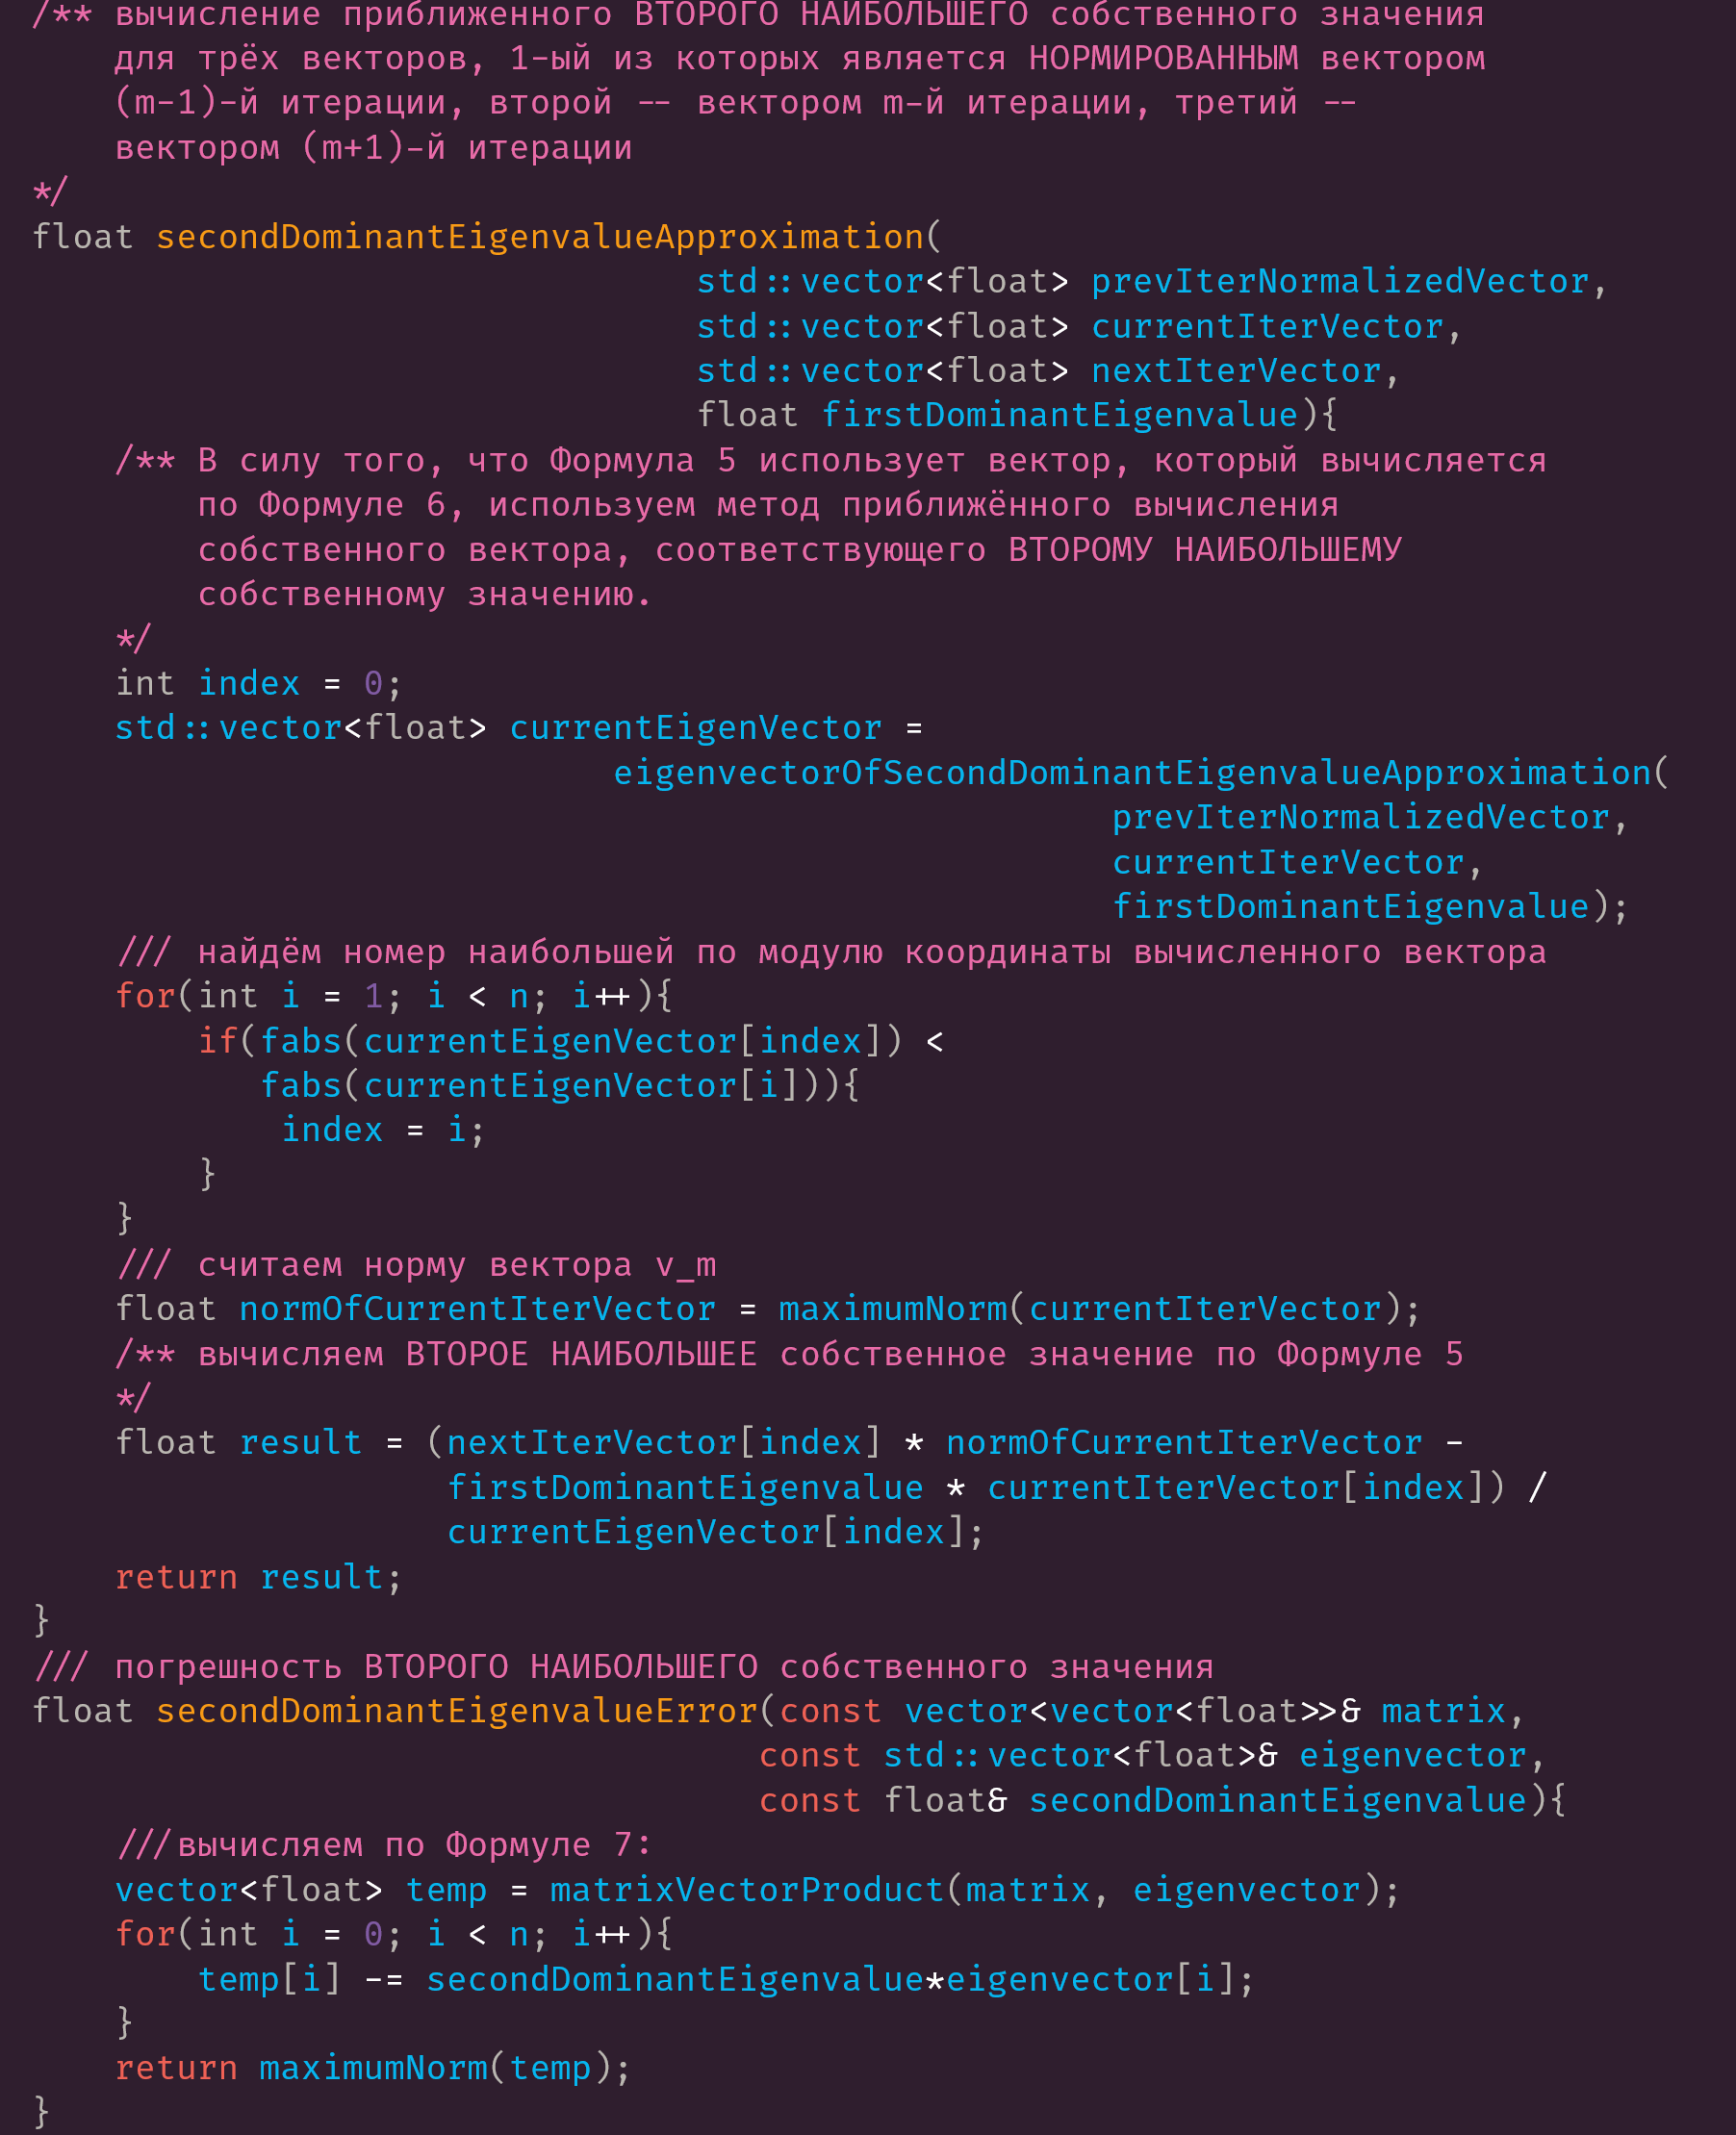 /** вычисление приближенного ВТОРОГО НАИБОЛЬШЕГО собственного значения
    для трёх векторов, 1-ый из которых является НОРМИРОВАННЫМ вектором
    (m-1)-й итерации, второй -- вектором m-й итерации, третий --
    вектором (m+1)-й итерации
*/
float secondDominantEigenvalueApproximation(
                                std::vector<float> prevIterNormalizedVector,
                                std::vector<float> currentIterVector,
                                std::vector<float> nextIterVector,
                                float firstDominantEigenvalue){
    /** В силу того, что Формула 5 использует вектор, который вычисляется
        по Формуле 6, используем метод приближённого вычисления
        собственного вектора, соответствующего ВТОРОМУ НАИБОЛЬШЕМУ
        собственному значению.
    */
    int index = 0;
    std::vector<float> currentEigenVector =
                            eigenvectorOfSecondDominantEigenvalueApproximation(
                                                    prevIterNormalizedVector,
                                                    currentIterVector,
                                                    firstDominantEigenvalue);
    /// найдём номер наибольшей по модулю координаты вычисленного вектора
    for(int i = 1; i < n; i++){
        if(fabs(currentEigenVector[index]) <
           fabs(currentEigenVector[i])){
            index = i;
        }
    }
    /// считаем норму вектора v_m
    float normOfCurrentIterVector = maximumNorm(currentIterVector);
    /** вычисляем ВТОРОЕ НАИБОЛЬШЕЕ собственное значение по Формуле 5
    */
    float result = (nextIterVector[index] * normOfCurrentIterVector -
                    firstDominantEigenvalue * currentIterVector[index]) /
                    currentEigenVector[index];
    return result;
}
/// погрешность ВТОРОГО НАИБОЛЬШЕГО собственного значения
float secondDominantEigenvalueError(const vector<vector<float>>& matrix,
                                   const std::vector<float>& eigenvector,
                                   const float& secondDominantEigenvalue){
    ///вычисляем по Формуле 7:
    vector<float> temp = matrixVectorProduct(matrix, eigenvector);
    for(int i = 0; i < n; i++){
        temp[i] -= secondDominantEigenvalue*eigenvector[i];
    }
    return maximumNorm(temp);
}